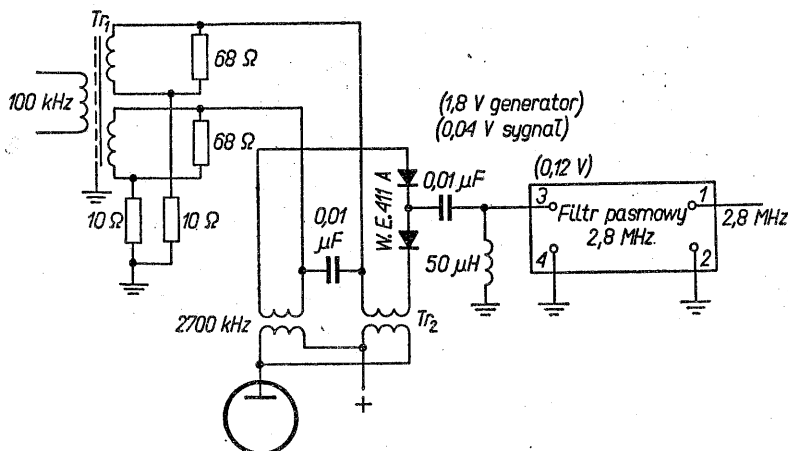 Tr1
100 kHz
68 Ω
68 Ω
10 Ω
10 Ω
0,01
μF
2700 kHz
Tr2
+
W.E.411 A
0,01 μF
50 μH
(1,8 V generator)
(0,04 V sygnał)
(0,12 V)
3
1
Filtr pasmowy
2,8 MHz.
4
2
2,8 MHz